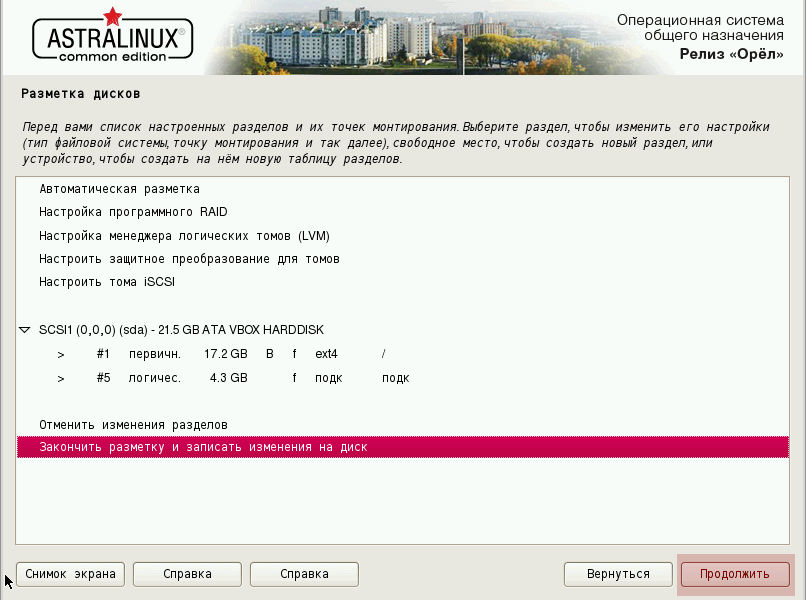 ASTRALINUX®
common edition
Операционная система
общего назначения
Релиз «Орёл»
Разметка дисков
Перед вами список настроенных разделов и их точек монтирования. Выберите раздел, чтобы изменить его настройки
(тип файловой системы, точку монтирования и так далее), свободное место, чтобы создать новый раздел, или
устройство, чтобы создать на нём новую таблицу разделов.
Автоматическая разметка
Настройка программного RAID
Настройка менеджера логических томов (LVM)
Настроить защитное преобразование для томов
Настроить тома iSCSI
SCSI1 (0,0,0) (sda) - 21.5 GB ATA VBOX HARDDISK
> #1 первичн. 17.2 GB B f ext4 /
> #5 логичес. 4.3 GB f подк подк
Отменить изменения разделов
Закончить разметку и записать изменения на диск
Снимок экрана Справка Справка Вернуться Продолжить